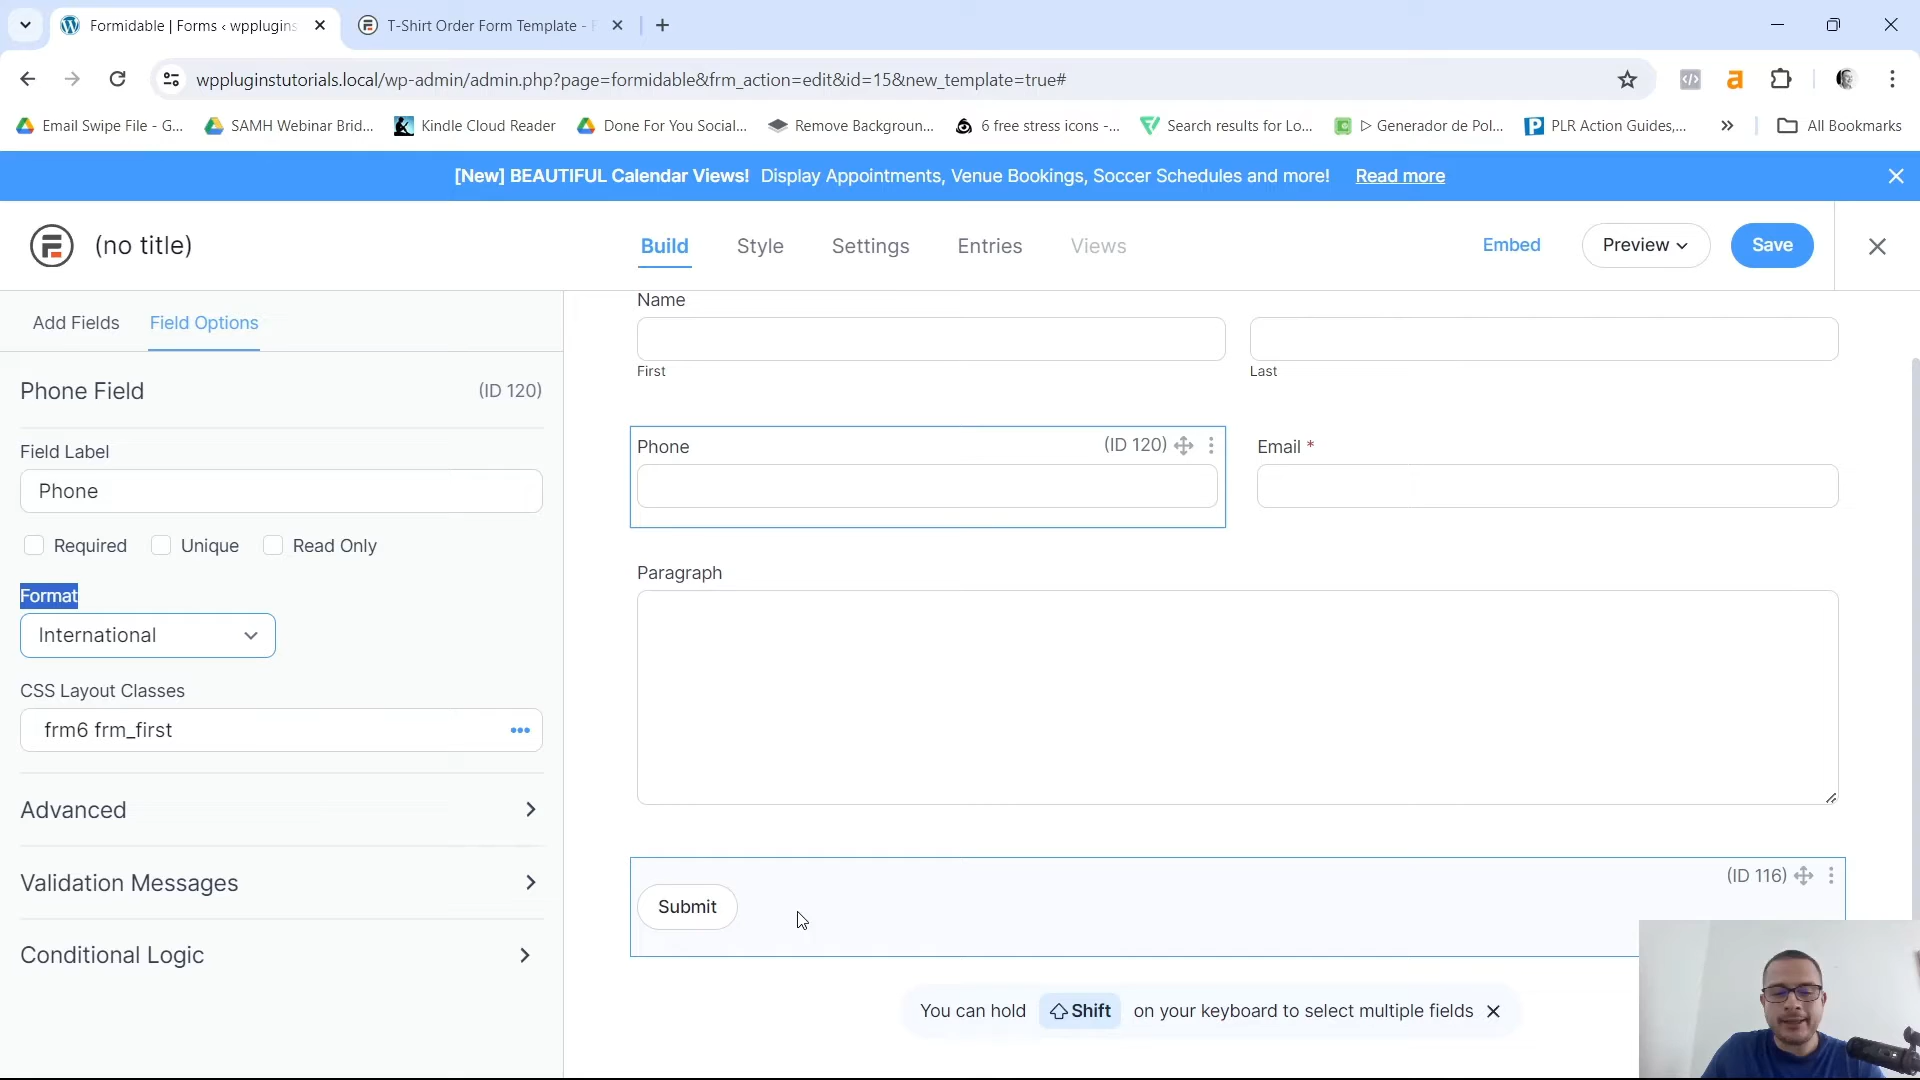 Formidable | Forms ‹ wpplugins
T-Shirt Order Form Template -
wppluginstutorials.local/wp-admin/admin.php?page=formidable&frm_action=edit&id=15&new_template=true#
Email Swipe File - G...
SAMH Webinar Brid...
Kindle Cloud Reader
Done For You Social...
Remove Backgroun...
6 free stress icons -...
Search results for Lo...
▷ Generador de Pol...
PLR Action Guides,...
»
All Bookmarks
[New] BEAUTIFUL Calendar Views! Display Appointments, Venue Bookings, Soccer Schedules and more! Read more
(no title)
Build
Style
Settings
Entries
Views
Embed
Preview
Save
Add Fields
Field Options
Phone Field
(ID 120)
Field Label
Phone
Required
Unique
Read Only
Format
International
CSS Layout Classes
frm6 frm_first
Advanced
Validation Messages
Conditional Logic
Name
First
Last
Phone
(ID 120)
Email *
Paragraph
(ID 116)
Submit
You can hold Shift on your keyboard to select multiple fields